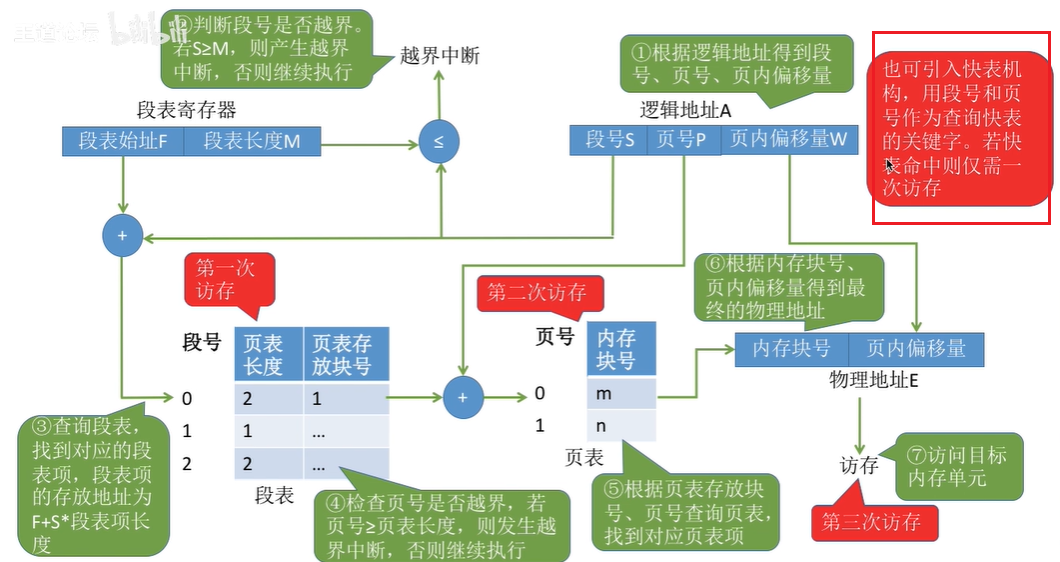 bilibili
②判断段号是否越界。
若S≥M，则产生越界
中断，否则继续执行
越界中断
①根据逻辑地址得到段
号、页号、页内偏移量
也可引入快表机
构，用段号和页
号作为查询快表
的关键字。若快
表命中则仅需一
次访存
段表寄存器
段表始址F
段表长度M
≤
逻辑地址A
段号S
页号P
页内偏移量W
+
第一次
访存
第二次访存
⑥根据内存块号、
页内偏移量得到最
终的物理地址
段号
页表
长度
页表存
放块号
0
2
1
1
1
...
2
2
...
段表
+
页号
内存
块号
0
m
1
n
页表
内存块号
页内偏移量
物理地址E
③查询段表，
找到对应的段
表项，段表项
的存放地址为
F+S*段表项长
度
④检查页号是否越界，若
页号≥页表长度，则发生越
界中断，否则继续执行
⑤根据页表存放块
号、页号查询页表，
找到对应页表项
访存
⑦访问目标
内存单元
第三次访存